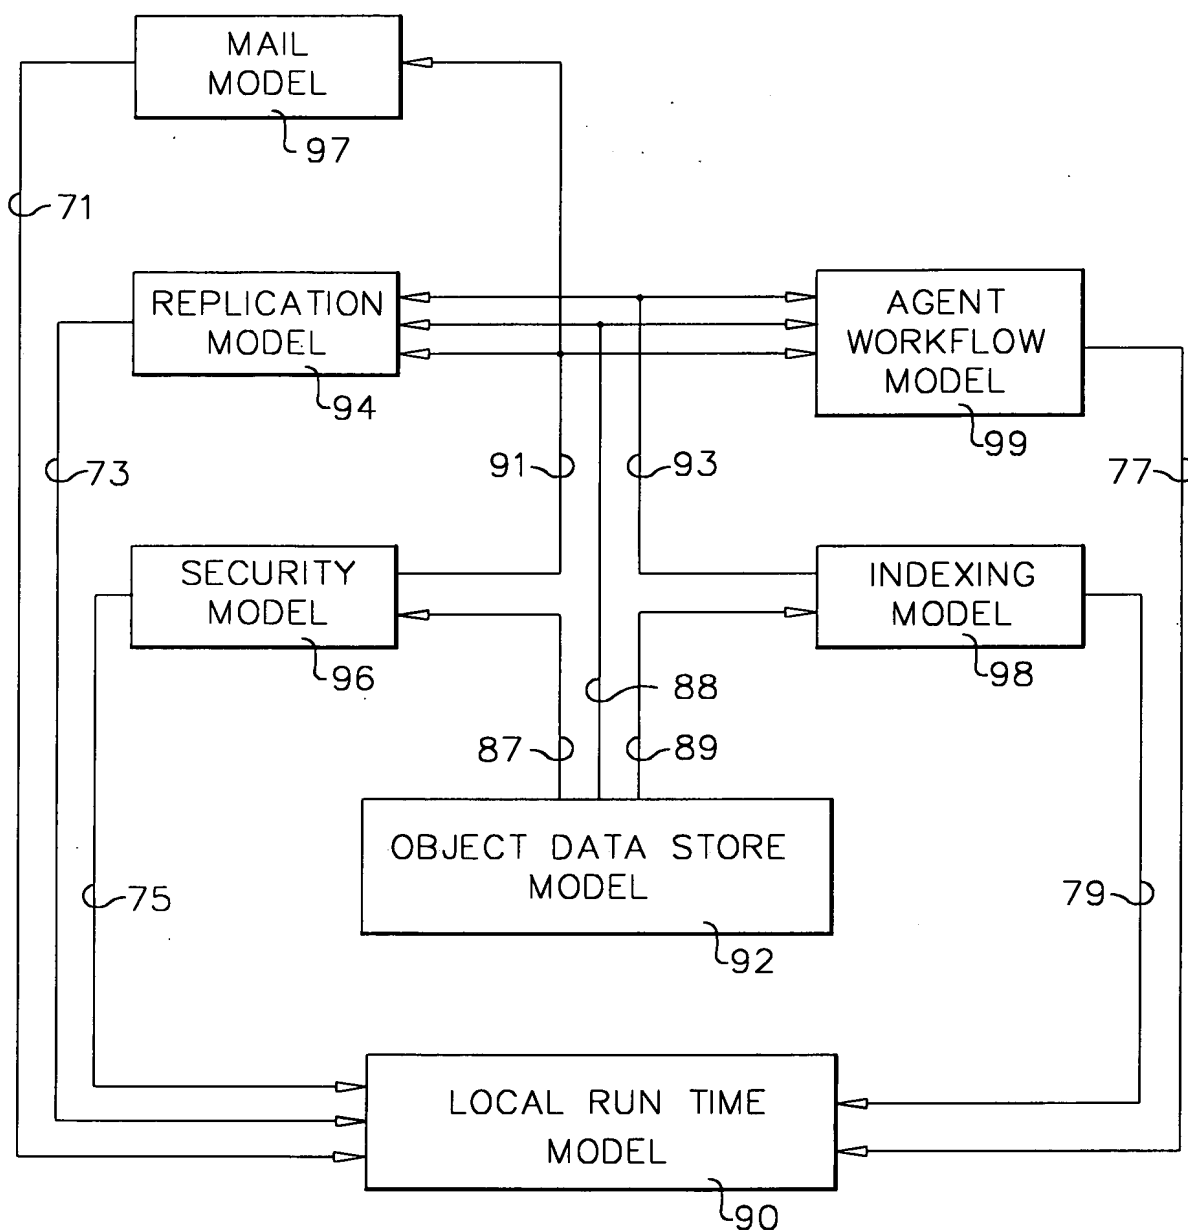 MAIL
MODEL
97
71
REPLICATION
MODEL
94
AGENT
WORKFLOW
MODEL
99
73
91
93
77
SECURITY
MODEL
96
INDEXING
MODEL
98
88
87
89
OBJECT DATA STORE
MODEL
92
75
79
LOCAL RUN TIME
MODEL
90